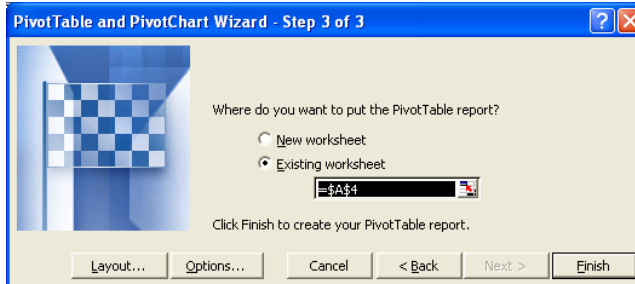 PivotTable and PivotChart Wizard - Step 3 of 3
Where do you want to put the PivotTable report?
New worksheet
Existing worksheet
=$A$4
Click Finish to create your PivotTable report.
Layout... Options... Cancel < Back Next > Finish